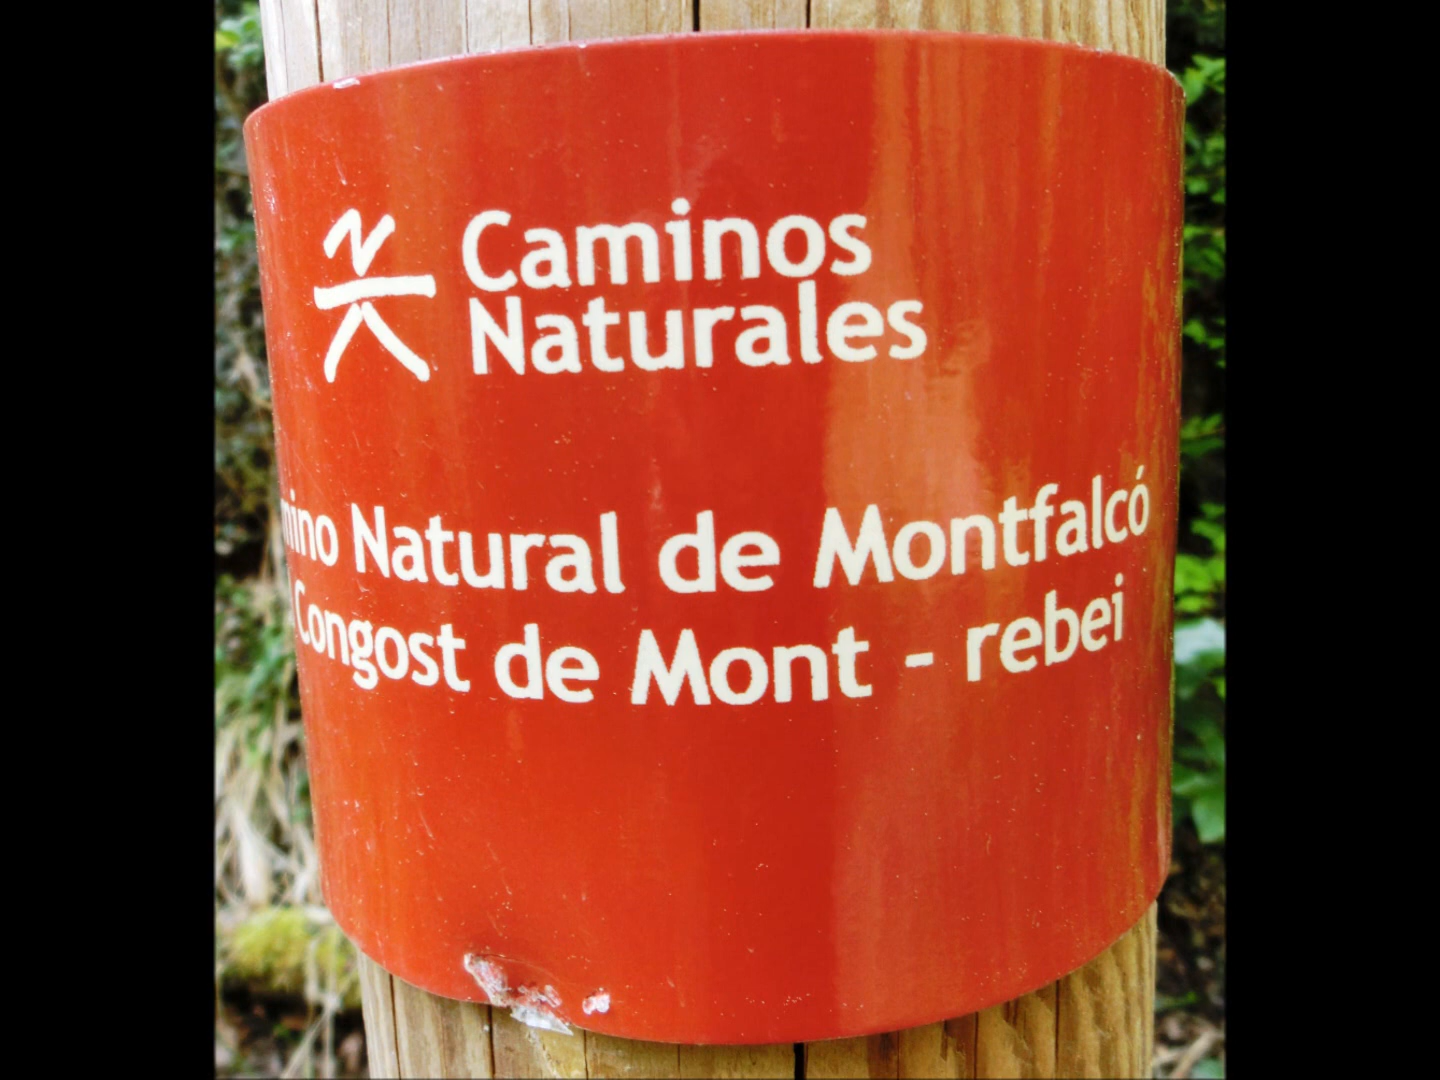 Caminos
Naturales
mino Natural de Montfalcó
Congost de Mont - rebei